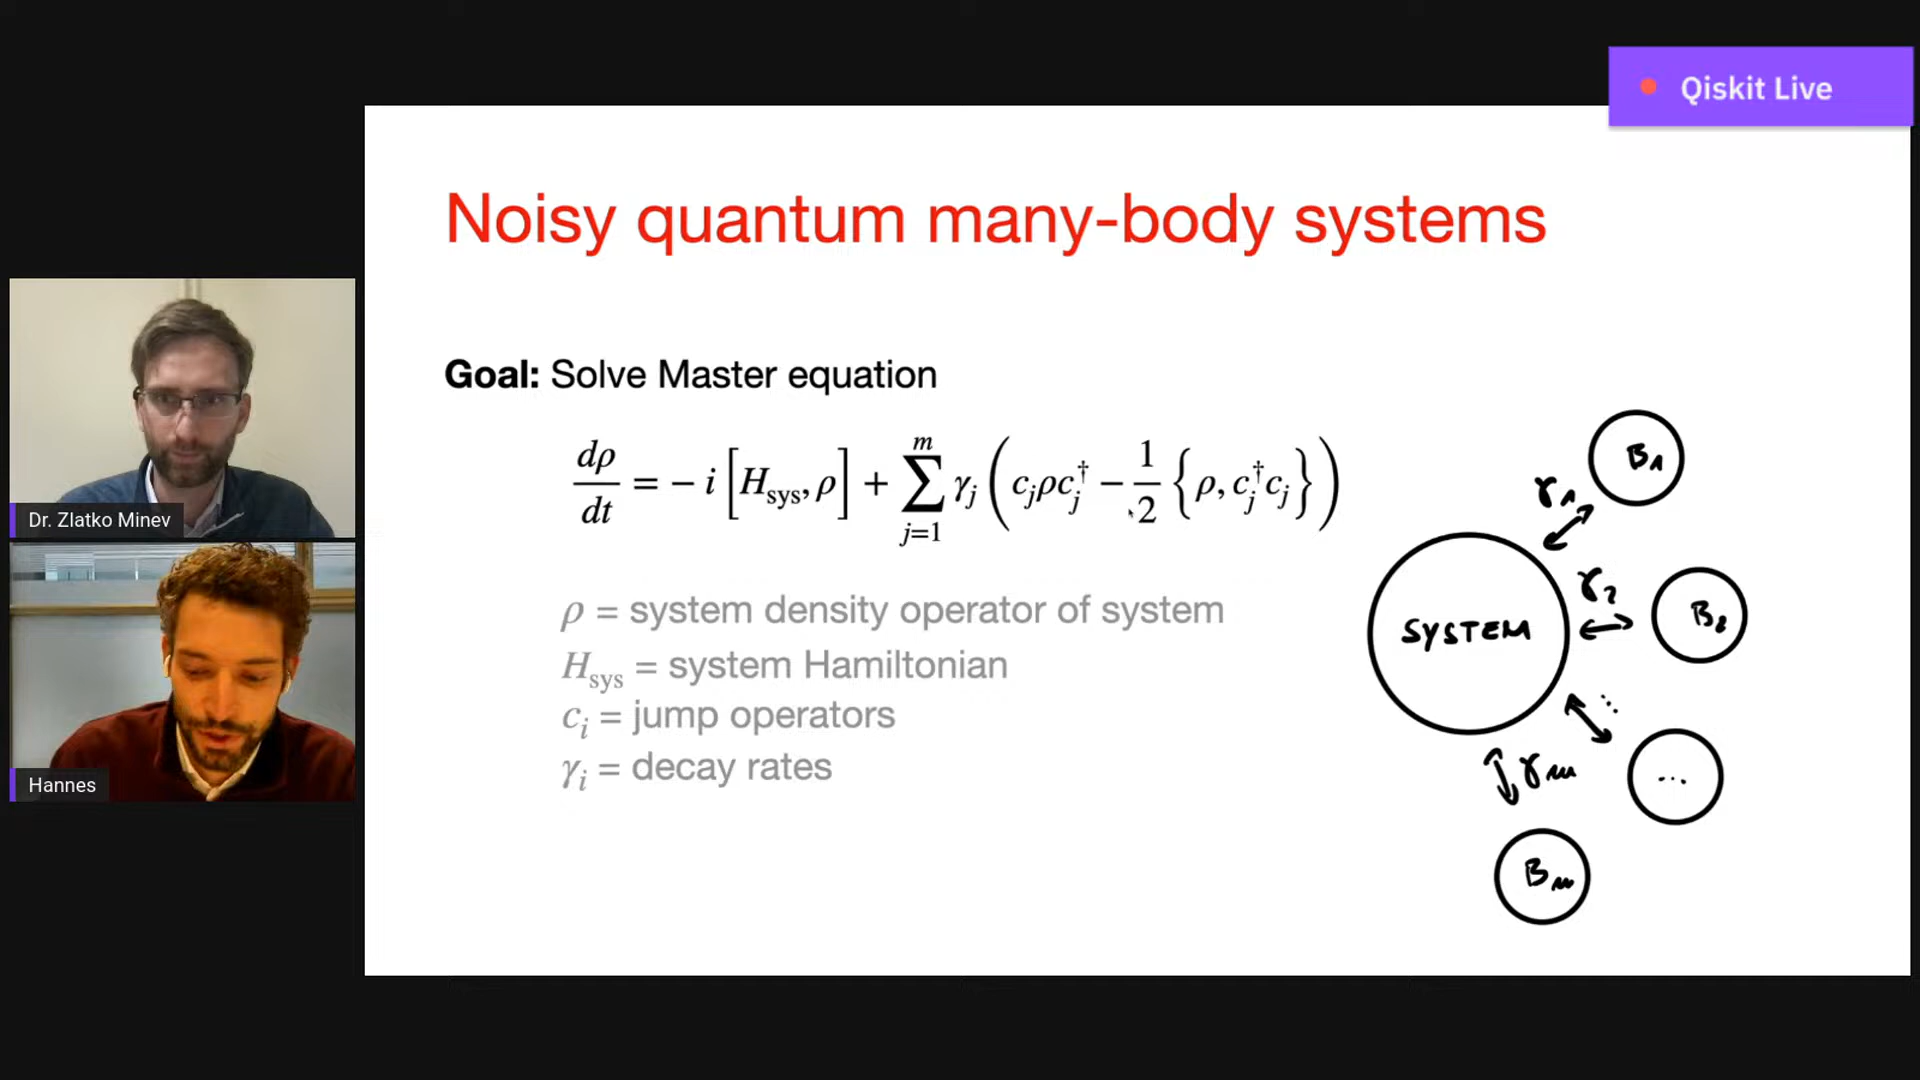 Qiskit Live
Noisy quantum many-body systems
Goal: Solve Master equation
dρ/dt = − i [H_sys, ρ] + ∑_{j=1}^{m} γ_j ( c_j ρ c_j^† − 1/2 { ρ, c_j^† c_j } )
ρ = system density operator of system
H_sys = system Hamiltonian
c_i = jump operators
γ_i = decay rates
SYSTEM
γ_1
B_1
γ_2
B_2
⋱
...
γ_m
B_m
Dr. Zlatko Minev
Hannes